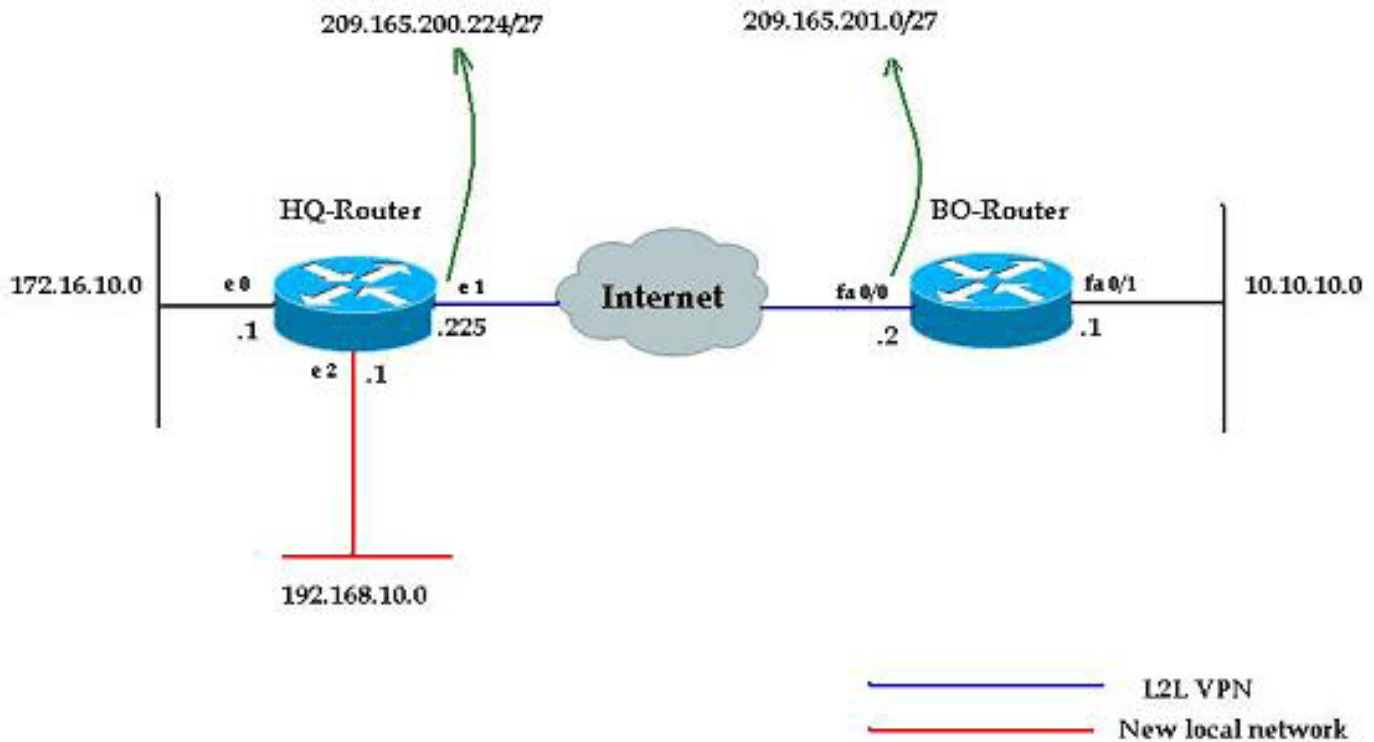 209.165.200.224/27
209.165.201.0/27
HQ-Router
BO-Router
172.16.10.0
e 0
e 1
Internet
fa 0/0
fa 0/1
10.10.10.0
.1
.225
.2
.1
e 2
.1
192.168.10.0
L2L VPN
New local network